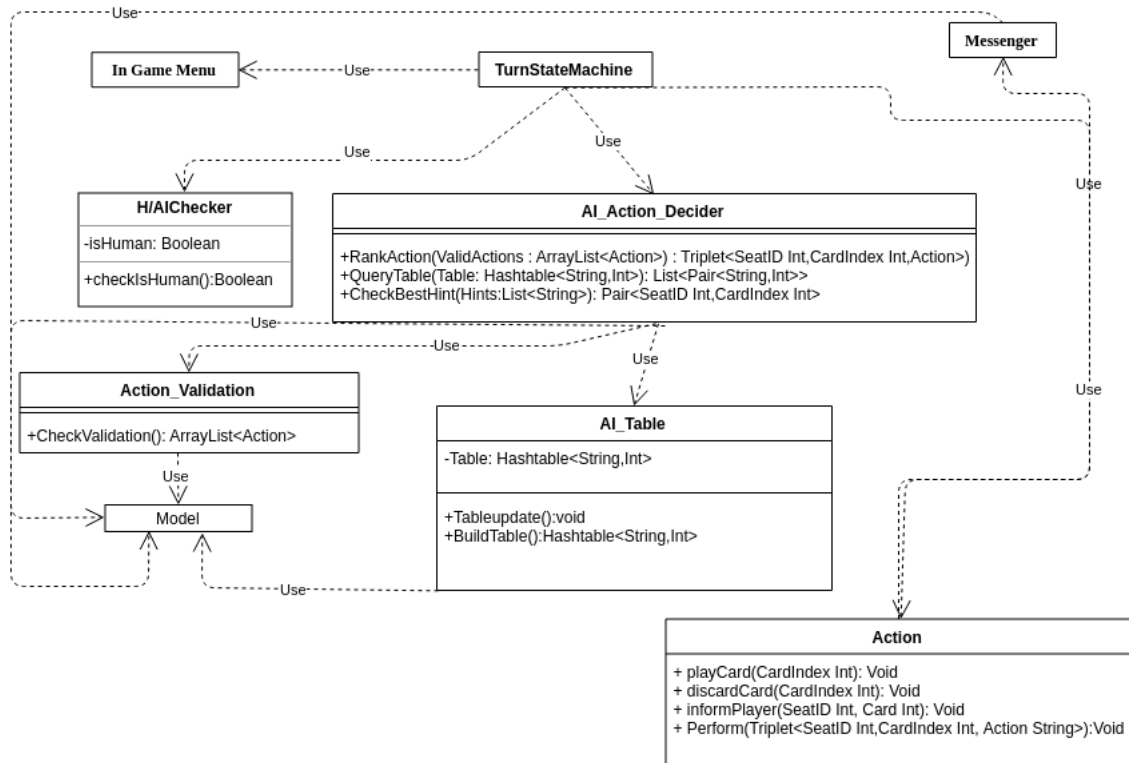 Use
Messenger
In Game Menu
Use
TurnStateMachine
Use
Use
Use
H/AIChecker
-isHuman: Boolean
+checkIsHuman():Boolean
AI_Action_Decider
+RankAction(ValidActions : ArrayList<Action>) : Triplet<SeatID Int,CardIndex Int,Action>)
+QueryTable(Table: Hashtable<String,Int>): List<Pair<String,Int>>
+CheckBestHint(Hints:List<String>): Pair<SeatID Int,CardIndex Int>
Use
Use
Use
Use
Action_Validation
+CheckValidation(): ArrayList<Action>
Use
Model
AI_Table
-Table: Hashtable<String,Int>
+Tableupdate():void
+BuildTable():Hashtable<String,Int>
Use
Action
+ playCard(CardIndex Int): Void
+ discardCard(CardIndex Int): Void
+ informPlayer(SeatID Int, Card Int): Void
+ Perform(Triplet<SeatID Int,CardIndex Int, Action String>):Void